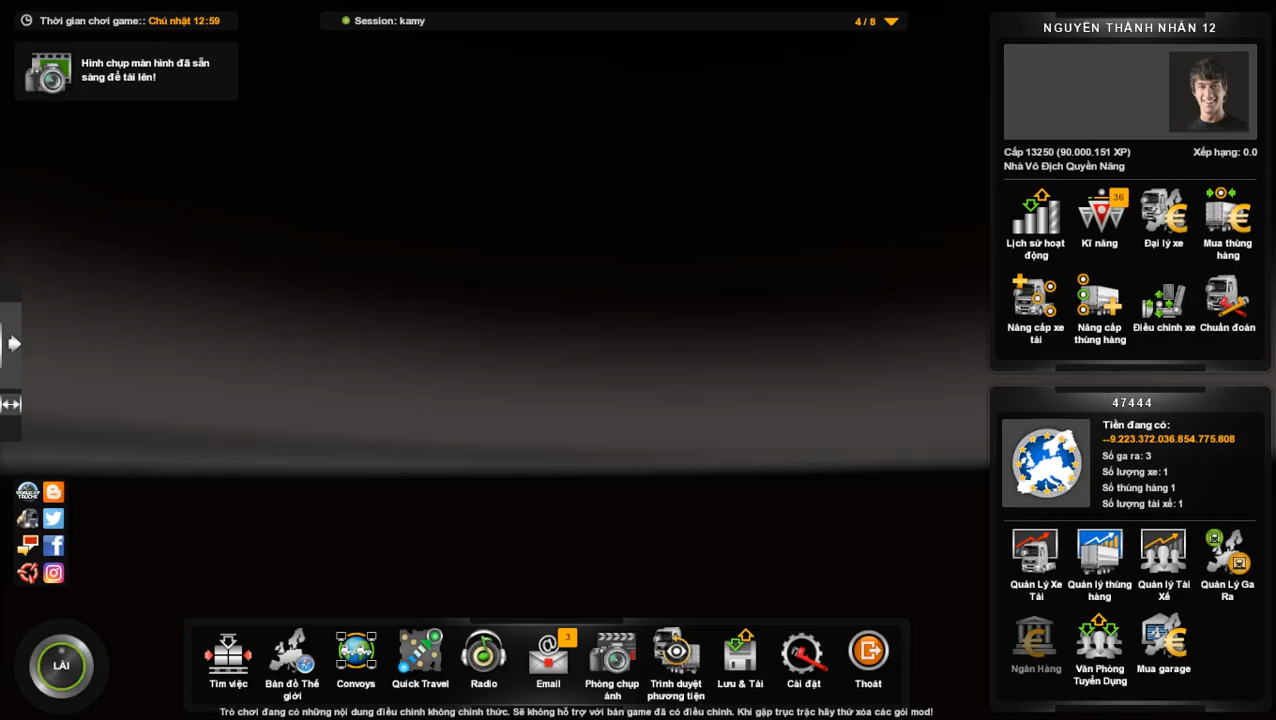 Thời gian chơi game:: Chủ nhật 12:59
Session: kamy
4 / 8
Hình chụp màn hình đã sẵn
sàng để tải lên!
NGUYỄN THÀNH NHÂN 12
Cấp 13250 (90.000.151 XP)
Xếp hạng: 0.0
Nhà Vô Địch Quyền Năng
36
Lịch sử hoạt
động
Kĩ năng
Đại lý xe
Mua thùng
hàng
Nâng cấp xe
tải
Nâng cấp
thùng hàng
Điều chỉnh xe
Chuẩn đoán
47444
Tiền đang có:
--9.223.372.036.854.775.808
Số ga ra: 3
Số lượng xe: 1
Số thùng hàng 1
Số lượng tài xế: 1
Quản Lý Xe
Tải
Quản lý thùng
hàng
Quản lý Tài
Xế
Quản Lý Ga
Ra
Ngân Hàng
Văn Phòng
Tuyển Dụng
Mua garage
WORLD OF
TRUCKS
LÁI
Tìm việc
Bản đồ Thế
giới
Convoys
Quick Travel
Radio
3
Email
Phòng chụp
ảnh
Trình duyệt
phương tiện
Lưu & Tải
Cài đặt
Thoát
Trò chơi đang có những nội dung điều chỉnh không chính thức. Sẽ không hỗ trợ với bản game đã có điều chỉnh. Khi gặp trục trặc hãy thử xóa các gói mod!